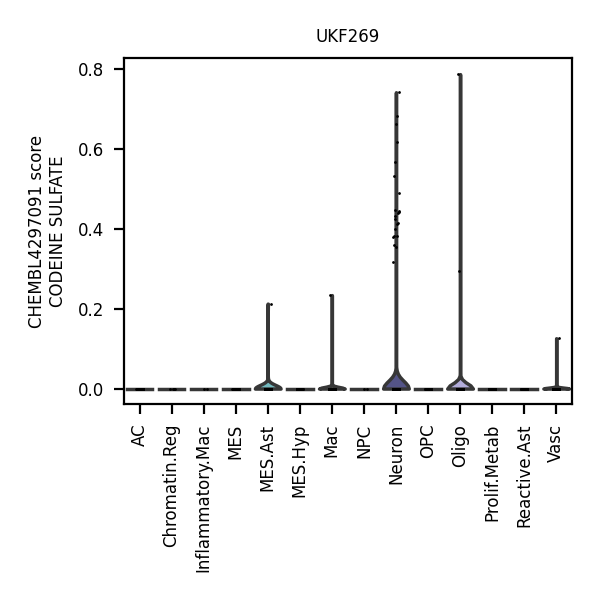 UKF269
CHEMBL4297091 score
CODEINE SULFATE
0.8
0.6
0.4
0.2
0.0
AC
Chromatin.Reg
Inflammatory.Mac
MES
MES.Ast
MES.Hyp
Mac
NPC
Neuron
OPC
Oligo
Prolif.Metab
Reactive.Ast
Vasc